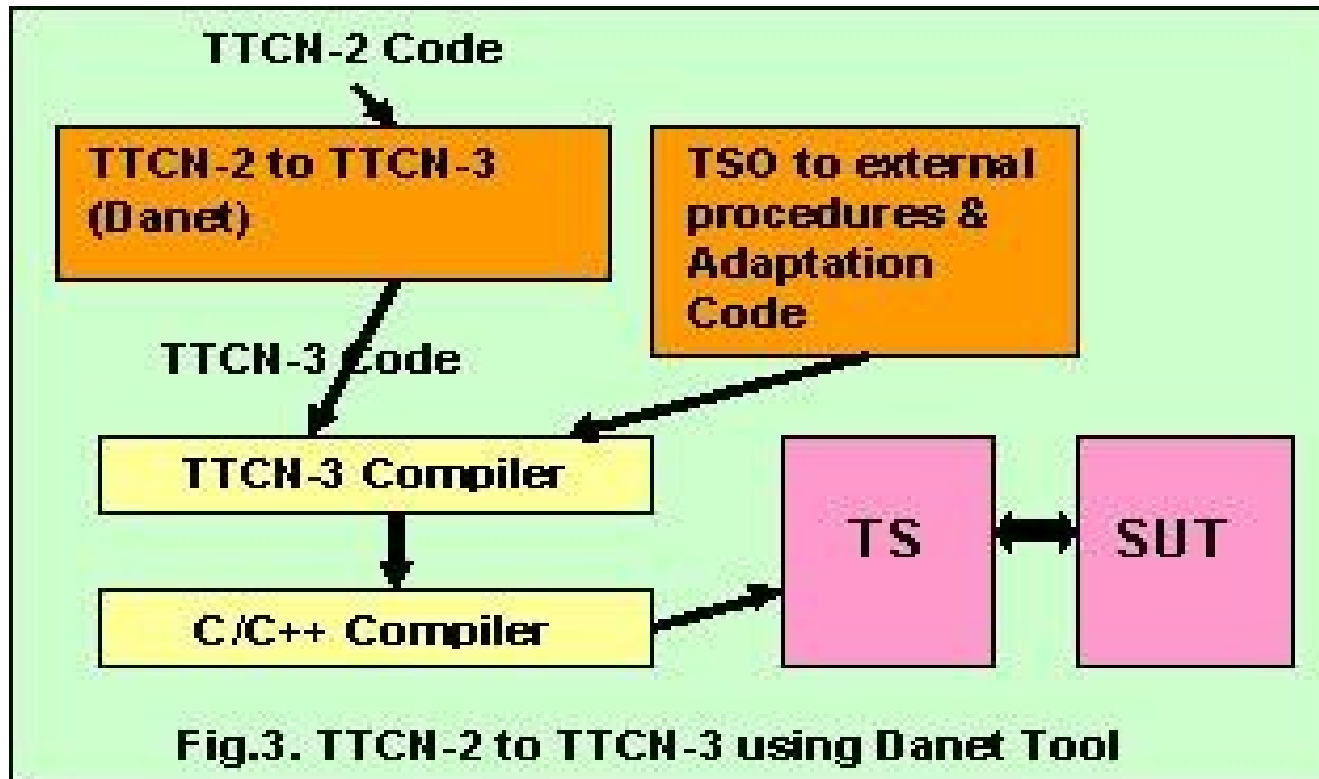 TTCN-2 Code
TTCN-2 to TTCN-3
(Danet)
TSO to external
procedures &
Adaptation
Code
TTCN-3 Code
TTCN-3 Compiler
C/C++ Compiler
TS
SUT
Fig.3. TTCN-2 to TTCN-3 using Danet Tool